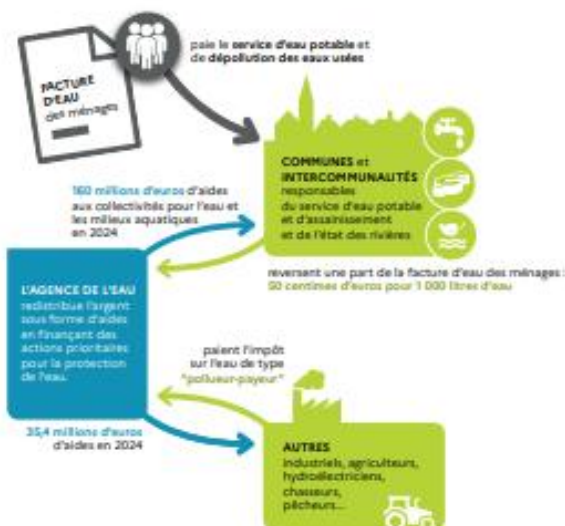 FACTURE
D'EAU
des ménages
paie le service d'eau potable et
de dépollution des eaux usées
COMMUNES et
INTERCOMMUNALITÉS
responsables
du service d'eau potable
et d'assainissement
et de l'état des rivières
160 millions d'euros d'aides
aux collectivités pour l'eau et
les milieux aquatiques
en 2024
reversent une part de la facture d'eau des ménages :
50 centimes d'euros pour 1 000 litres d'eau
L'AGENCE DE L'EAU
redistribue l'argent
sous forme d'aides
en finançant des
actions prioritaires
pour la protection
de l'eau.
paient l'impôt
sur l'eau de type
"pollueur-payeur"
35,4 millions d'euros
d'aides en 2024
AUTRES
industriels, agriculteurs,
hydroélectriciens,
chasseurs,
pêcheurs...